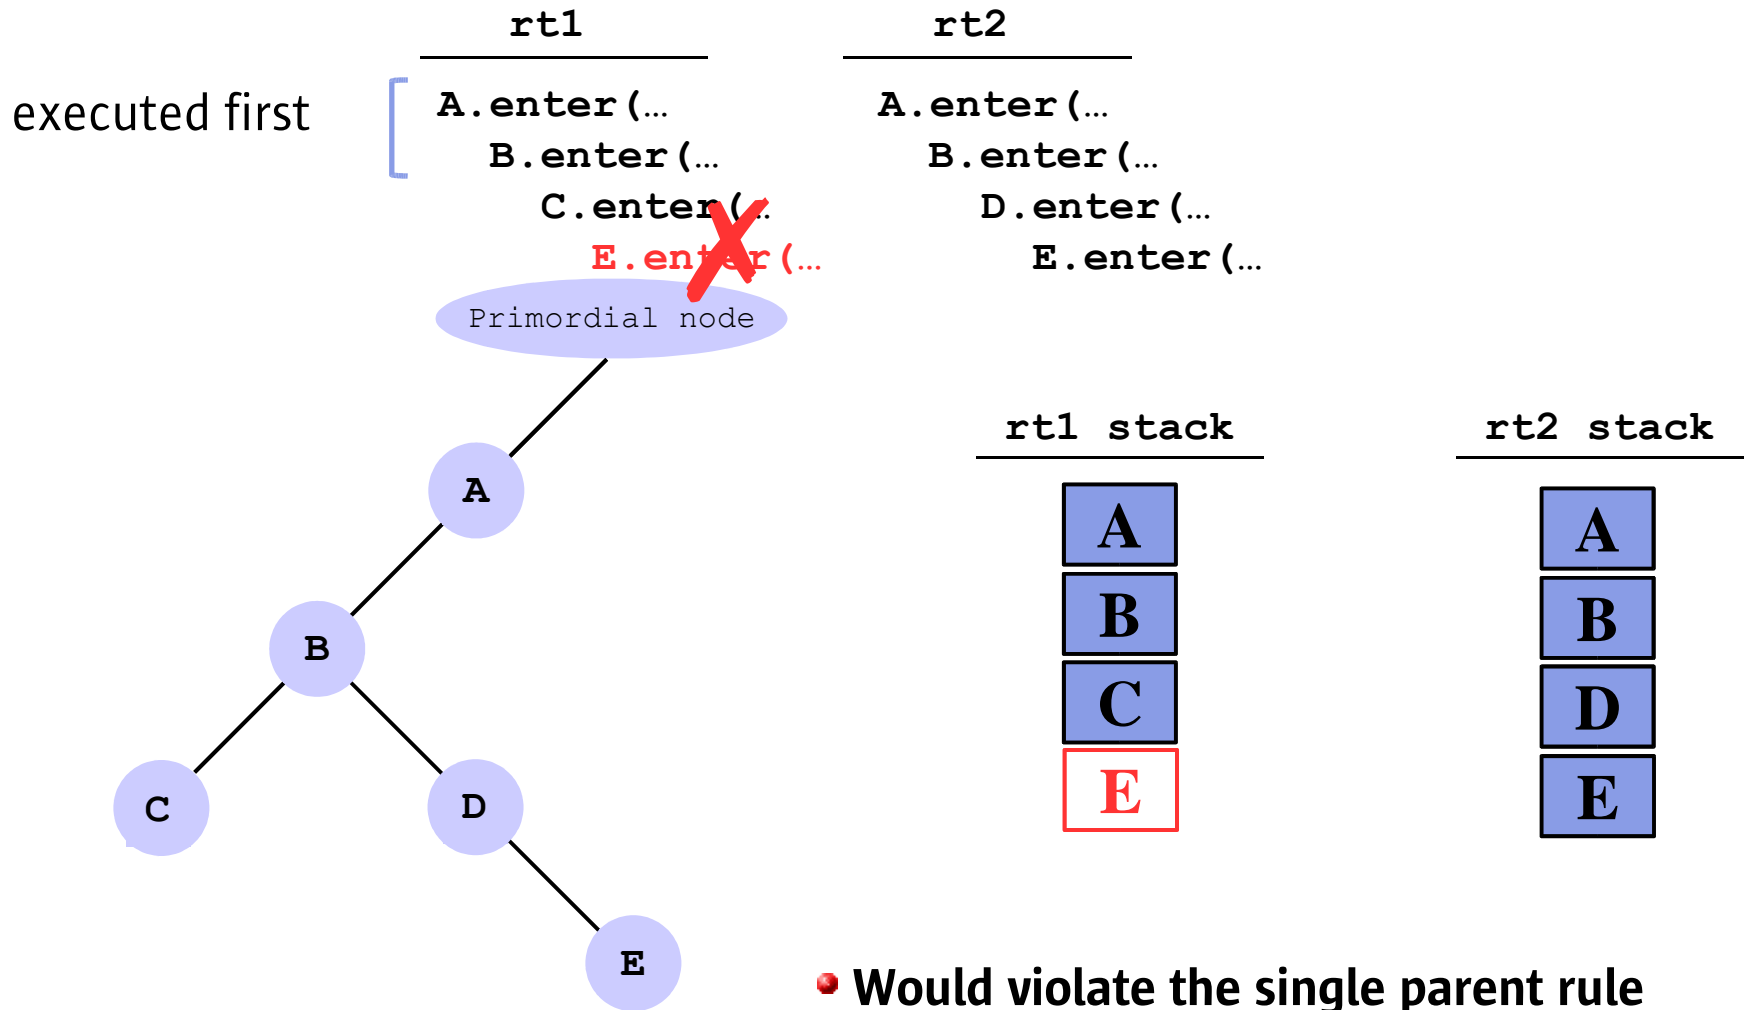 rt1
rt2
executed first
A.enter(…
A.enter(…
B.enter(…
B.enter(…
C.enter(…
D.enter(…
E.enter(…
E.enter(…
Primordial node
rt1 stack
rt2 stack
A
A
A
B
B
B
C
D
C
D
E
E
E
Would violate the single parent rule